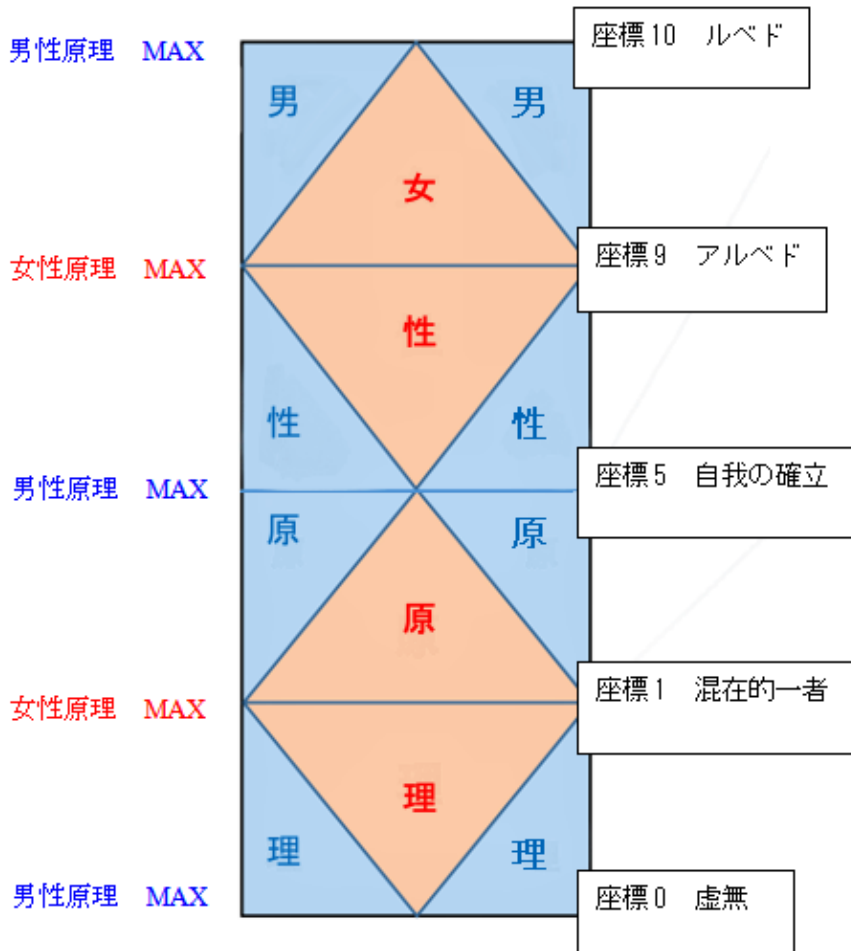 男性原理 MAX
座標10 ルベド
男 男
女
女性原理 MAX
座標9 アルベド
性
性 性
男性原理 MAX
座標5 自我の確立
原 原
原
女性原理 MAX
座標1 混在的一者
理
理 理
男性原理 MAX
座標0 虚無